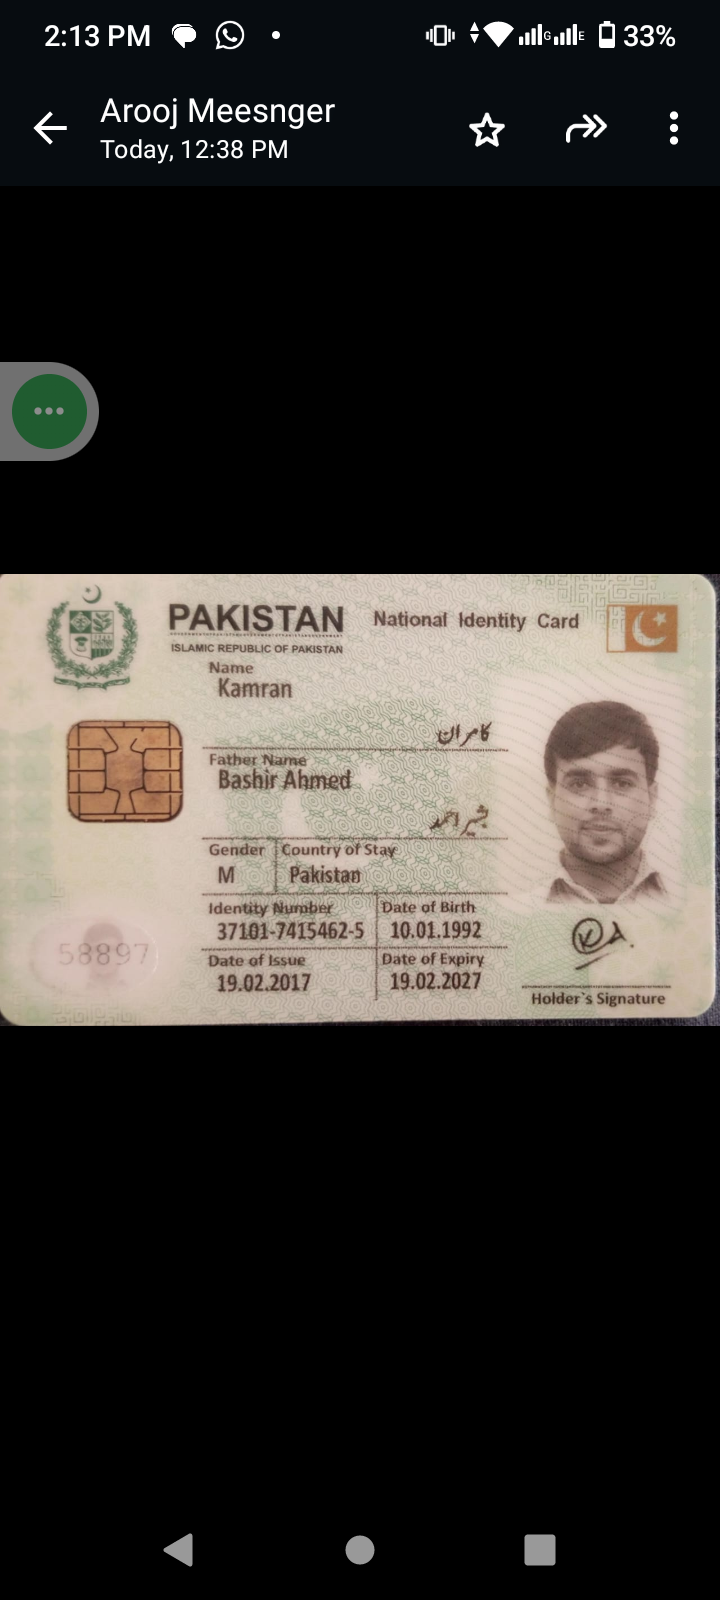 2:13 PM
33%
Arooj Meesnger
Today, 12:38 PM
PAKISTAN National Identity Card
ISLAMIC REPUBLIC OF PAKISTAN
Name
Kamran
کامران
Father Name
Bashir Ahmed
بشیر احمد
Gender Country of Stay
M Pakistan
Identity Number Date of Birth
37101-7415462-5 10.01.1992
Date of Issue Date of Expiry
19.02.2017 19.02.2027
58897
Holder`s Signature